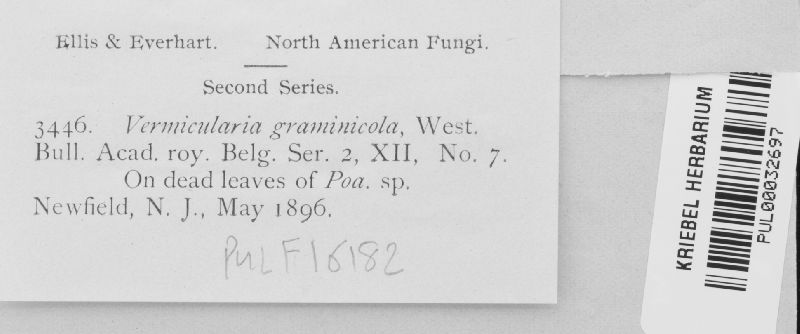 Ellis & Everhart. North American Fungi.
Second Series.
3446. Vermicularia graminicola, West.
Bull. Acad. roy. Belg. Ser. 2, XII, No. 7.
On dead leaves of Poa. sp.
Newfield, N. J., May 1896.
PUL F16182
KRIEBEL HERBARIUM
PUL00032697